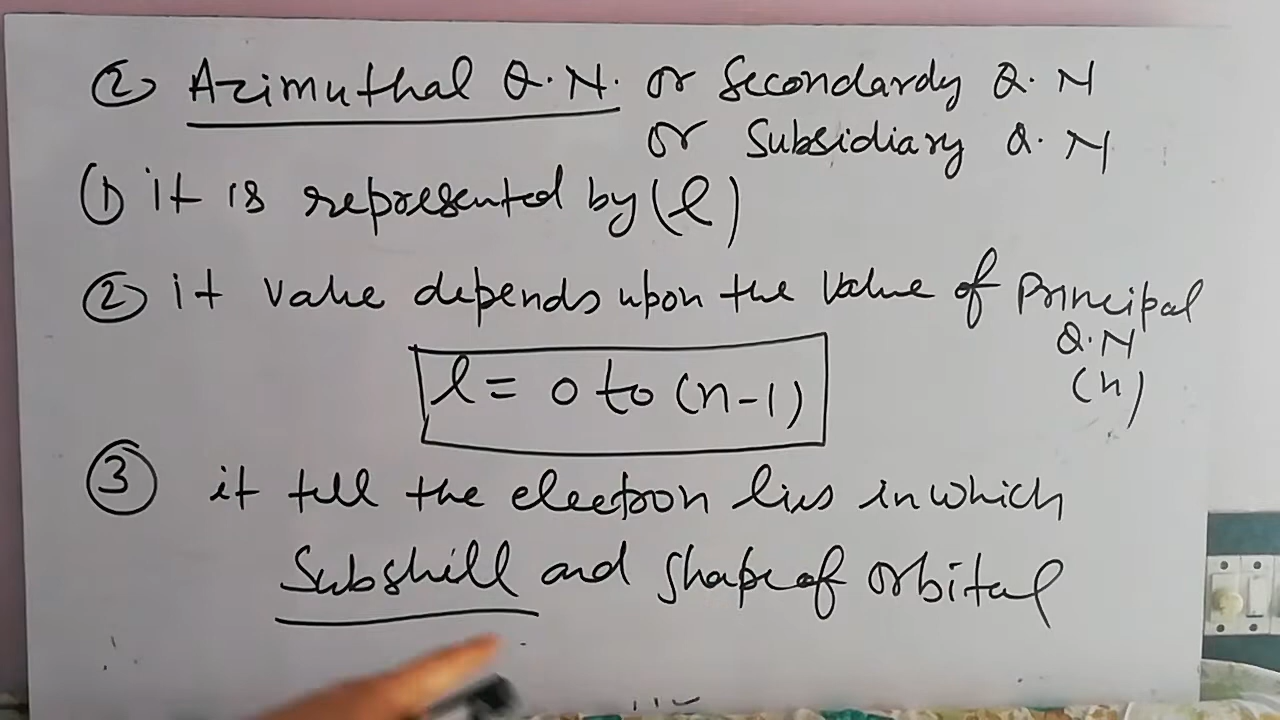 ② Azimuthal Q.N. or Secondardy Q.N
or Subsidiary Q.N
① it is represented by (l)
② it value depends upon the value of Principal
Q.N
(n)
l = 0 to (n-1)
③ it tell the electron lies in which
Subshell and shape of orbital